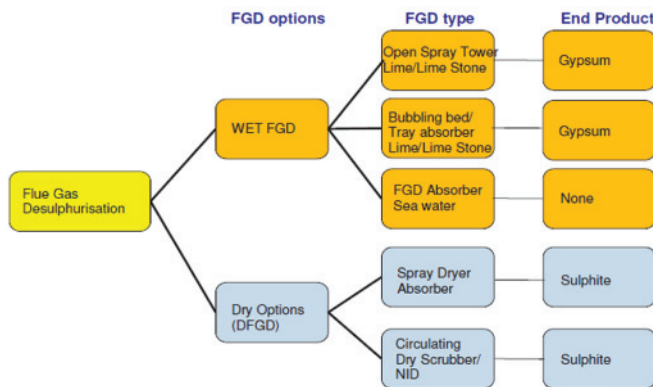 FGD options
FGD type
End Product
Open Spray Tower
Lime/Lime Stone
Gypsum
WET FGD
Bubbling bed/
Tray absorber
Lime/Lime Stone
Gypsum
FGD Absorber
Sea water
None
Flue Gas
Desulphurisation
Dry Options
(DFGD)
Spray Dryer
Absorber
Sulphite
Circulating
Dry Scrubber/
NID
Sulphite